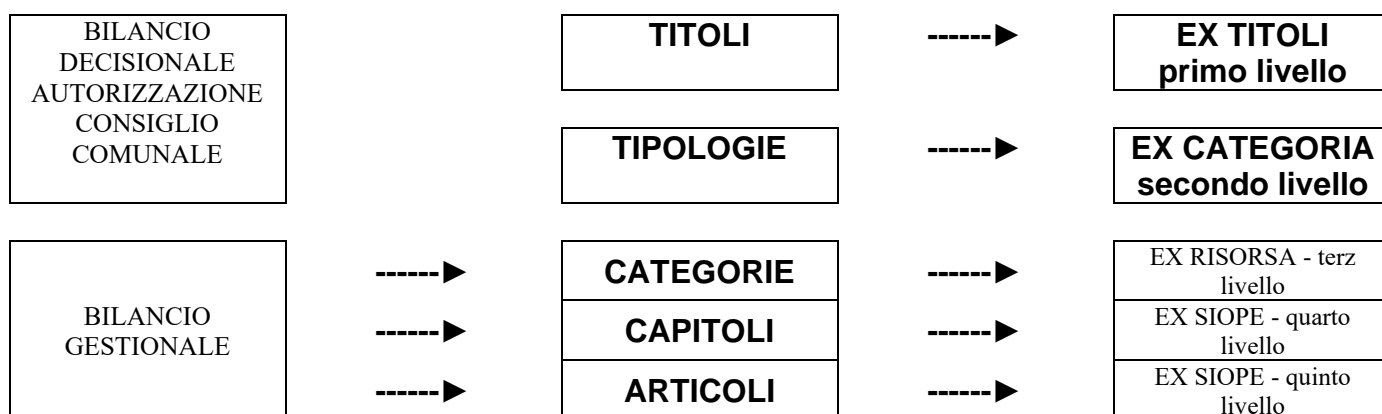 BILANCIO
DECISIONALE
AUTORIZZAZIONE
CONSIGLIO
COMUNALE
TITOLI
------►
EX TITOLI
primo livello
TIPOLOGIE
------►
EX CATEGORIA
secondo livello
BILANCIO
GESTIONALE
------►
CATEGORIE
------►
EX RISORSA - terz
livello
------►
CAPITOLI
------►
EX SIOPE - quarto
livello
------►
ARTICOLI
------►
EX SIOPE - quinto
livello